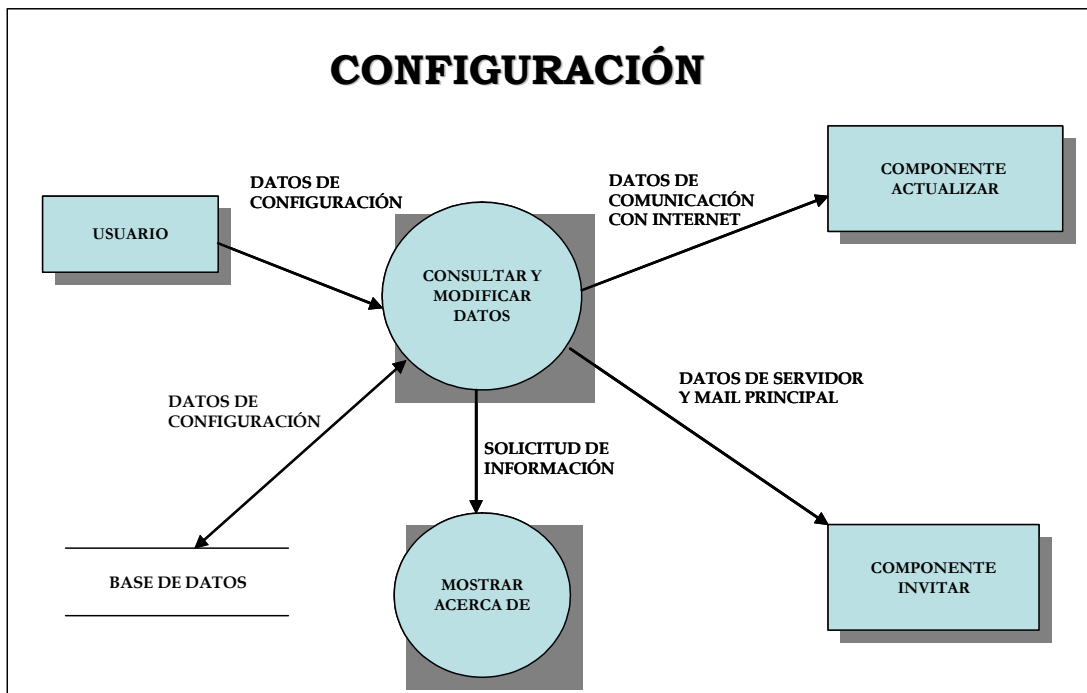 CONFIGURACIÓN
COMPONENTE
ACTUALIZAR
DATOS DE
CONFIGURACIÓN
DATOS DE
COMUNICACIÓN
CON INTERNET
USUARIO
CONSULTAR Y
MODIFICAR
DATOS
DATOS DE SERVIDOR
Y MAIL PRINCIPAL
DATOS DE
CONFIGURACIÓN
SOLICITUD DE
INFORMACIÓN
BASE DE DATOS
MOSTRAR
ACERCA DE
COMPONENTE
INVITAR